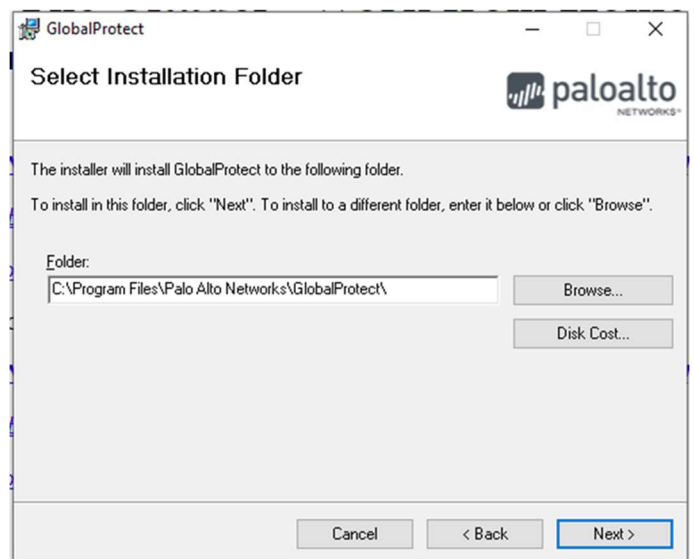 GlobalProtect
Select Installation Folder
paloalto
NETWORKS
The installer will install GlobalProtect to the following folder.
To install in this folder, click "Next". To install to a different folder, enter it below or click "Browse".
Folder:
C:\Program Files\Palo Alto Networks\GlobalProtect\
Browse...
Disk Cost...
Cancel
< Back
Next >